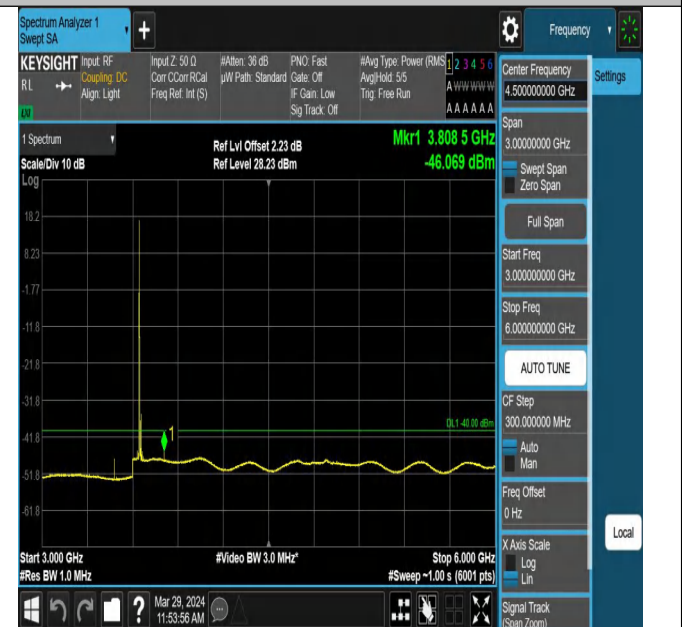 Spectrum Analyzer 1
Swept SA
+
Frequency
KEYSIGHT
RL
LXI
Input: RF
Coupling: DC
Align: Light
Input Z: 50 Ω
Corr CCorr RCal
Freq Ref: Int (S)
#Atten: 36 dB
µW Path: Standard
PNO: Fast
Gate: Off
IF Gain: Low
Sig Track: Off
#Avg Type: Power (RMS
Avg|Hold: 5/5
Trig: Free Run
1 2 3 4 5 6
A W W W W W
A A A A A A
1 Spectrum
Scale/Div 10 dB
Ref Lvl Offset 2.23 dB
Ref Level 28.23 dBm
Mkr1 3.808 5 GHz
-46.069 dBm
Log
18.2
8.23
-1.77
-11.8
-21.8
-31.8
-41.8
-51.8
-61.8
DL1 -40.00 dBm
1
Start 3.000 GHz
#Res BW 1.0 MHz
#Video BW 3.0 MHz*
Stop 6.000 GHz
#Sweep ~1.00 s (6001 pts)
Center Frequency
4.500000000 GHz
Settings
Span
3.00000000 GHz
Swept Span
Zero Span
Full Span
Start Freq
3.000000000 GHz
Stop Freq
6.000000000 GHz
AUTO TUNE
CF Step
300.000000 MHz
Auto
Man
Freq Offset
0 Hz
X Axis Scale
Log
Lin
Local
Signal Track
(Span Zoom)
?
Mar 29, 2024
11:53:56 AM